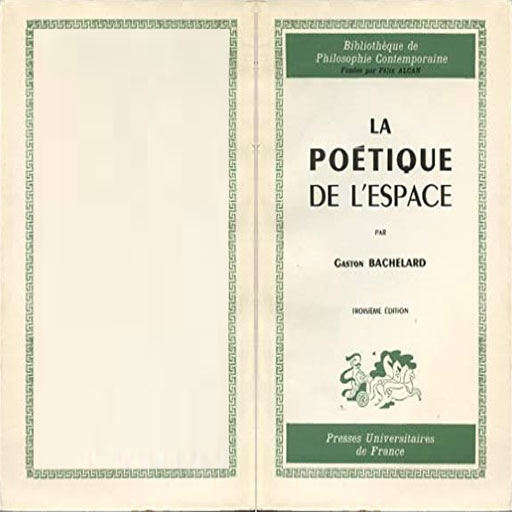 Bibliothèque de
Philosophie Contemporaine
Fondée par Félix ALCAN
LA
POÉTIQUE
DE L'ESPACE
PAR
GASTON BACHELARD
TROISIÈME ÉDITION
Presses Universitaires
de France